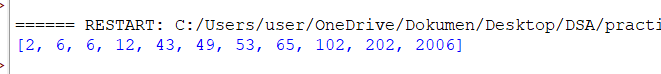 ====== RESTART: C:/Users/user/OneDrive/Dokumen/Desktop/DSA/practi
[2, 6, 6, 12, 43, 49, 53, 65, 102, 202, 2006]